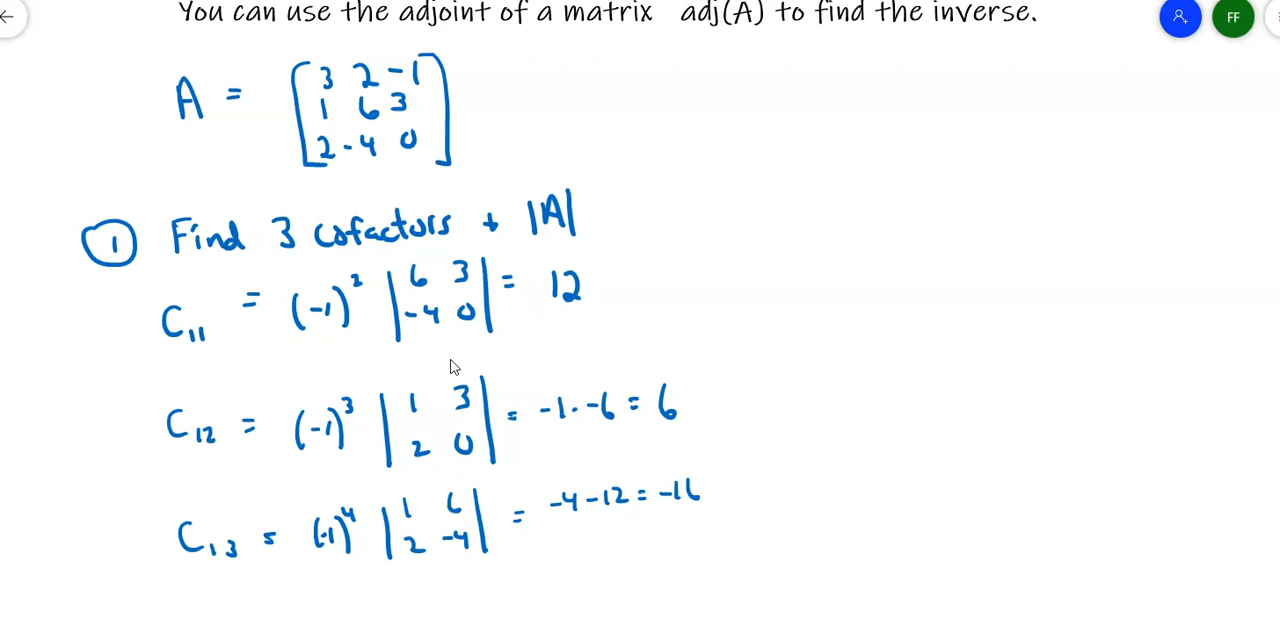 You can use the adjoint of a matrix adj(A) to find the inverse.
FF
A = [3 2 -1
1 6 3
2 -4 0]
① Find 3 cofactors + |A|
C₁₁ = (-1)² |6 3
-4 0| = 12
C₁₂ = (-1)³ |1 3
2 0| = -1 · -6 = 6
C₁₃ = (-1)⁴ |1 6
2 -4| = -4 - 12 = -16